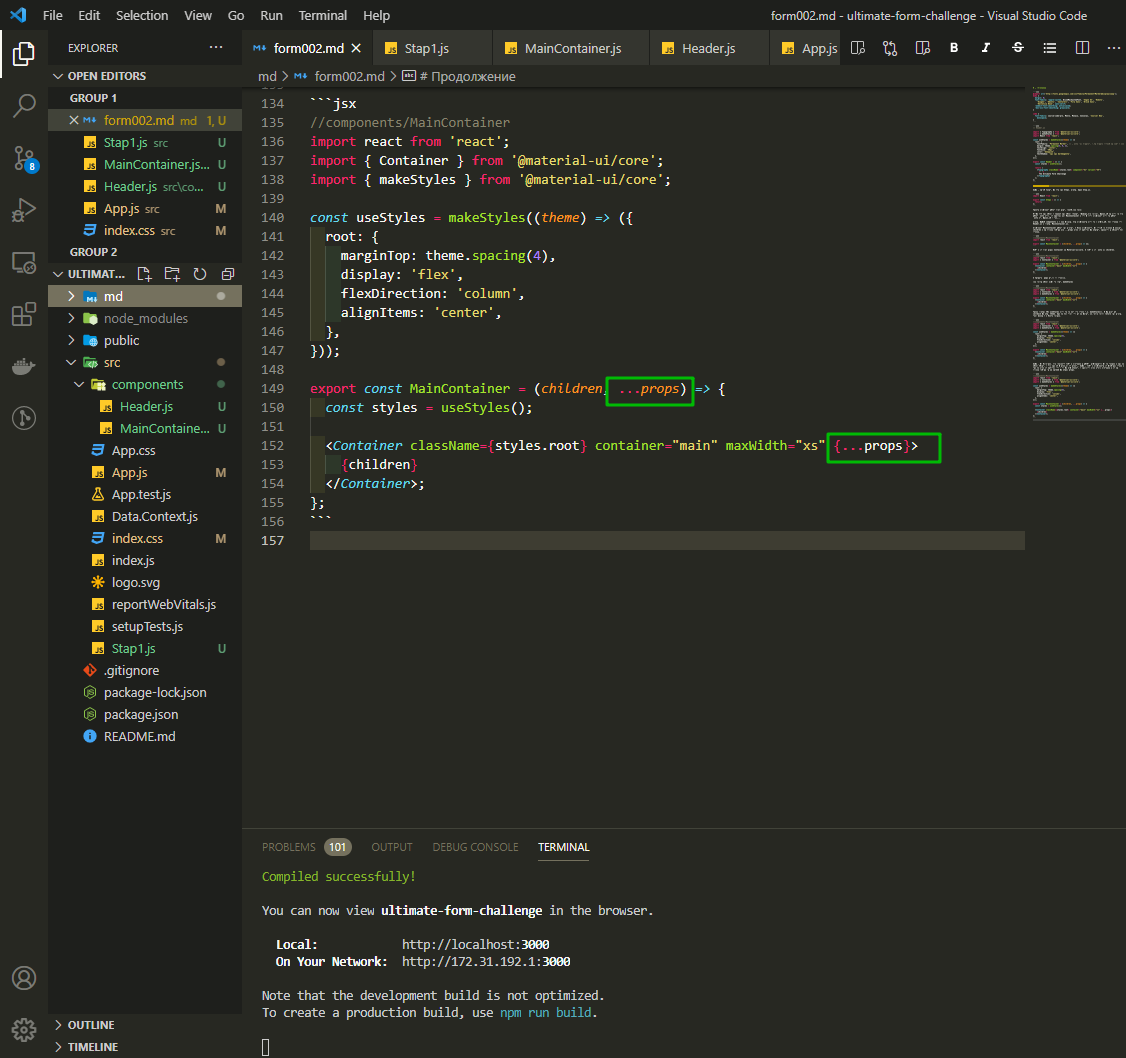 File Edit Selection View Go Run Terminal Help
form002.md - ultimate-form-challenge - Visual Studio Code
EXPLORER
form002.md
Stap1.js
MainContainer.js
Header.js
App.js
OPEN EDITORS
md > form002.md > # Продолжение
GROUP 1
form002.md md 1, U
Stap1.js src U
MainContainer.js... U
Header.js src\co... U
App.js src M
index.css src M
GROUP 2
ULTIMAT...
md
node_modules
public
src
components
Header.js U
MainContaine... U
App.css
App.js M
App.test.js
Data.Context.js
index.css M
index.js
logo.svg
reportWebVitals.js
setupTests.js
Stap1.js U
.gitignore
package-lock.json
package.json
README.md
OUTLINE
TIMELINE
8
134 ```jsx
135 //components/MainContainer
136 import react from 'react';
137 import { Container } from '@material-ui/core';
138 import { makeStyles } from '@material-ui/core';
139
140 const useStyles = makeStyles((theme) => ({
141 root: {
142 marginTop: theme.spacing(4),
143 display: 'flex',
144 flexDirection: 'column',
145 alignItems: 'center',
146 },
147 }));
148
149 export const MainContainer = (children, ...props) => {
150 const styles = useStyles();
151
152 <Container className={styles.root} container="main" maxWidth="xs" {...props}>
153 {children}
154 </Container>;
155 };
156 ```
157
PROBLEMS 101 OUTPUT DEBUG CONSOLE TERMINAL
Compiled successfully!
You can now view ultimate-form-challenge in the browser.
Local: http://localhost:3000
On Your Network: http://172.31.192.1:3000
Note that the development build is not optimized.
To create a production build, use npm run build.